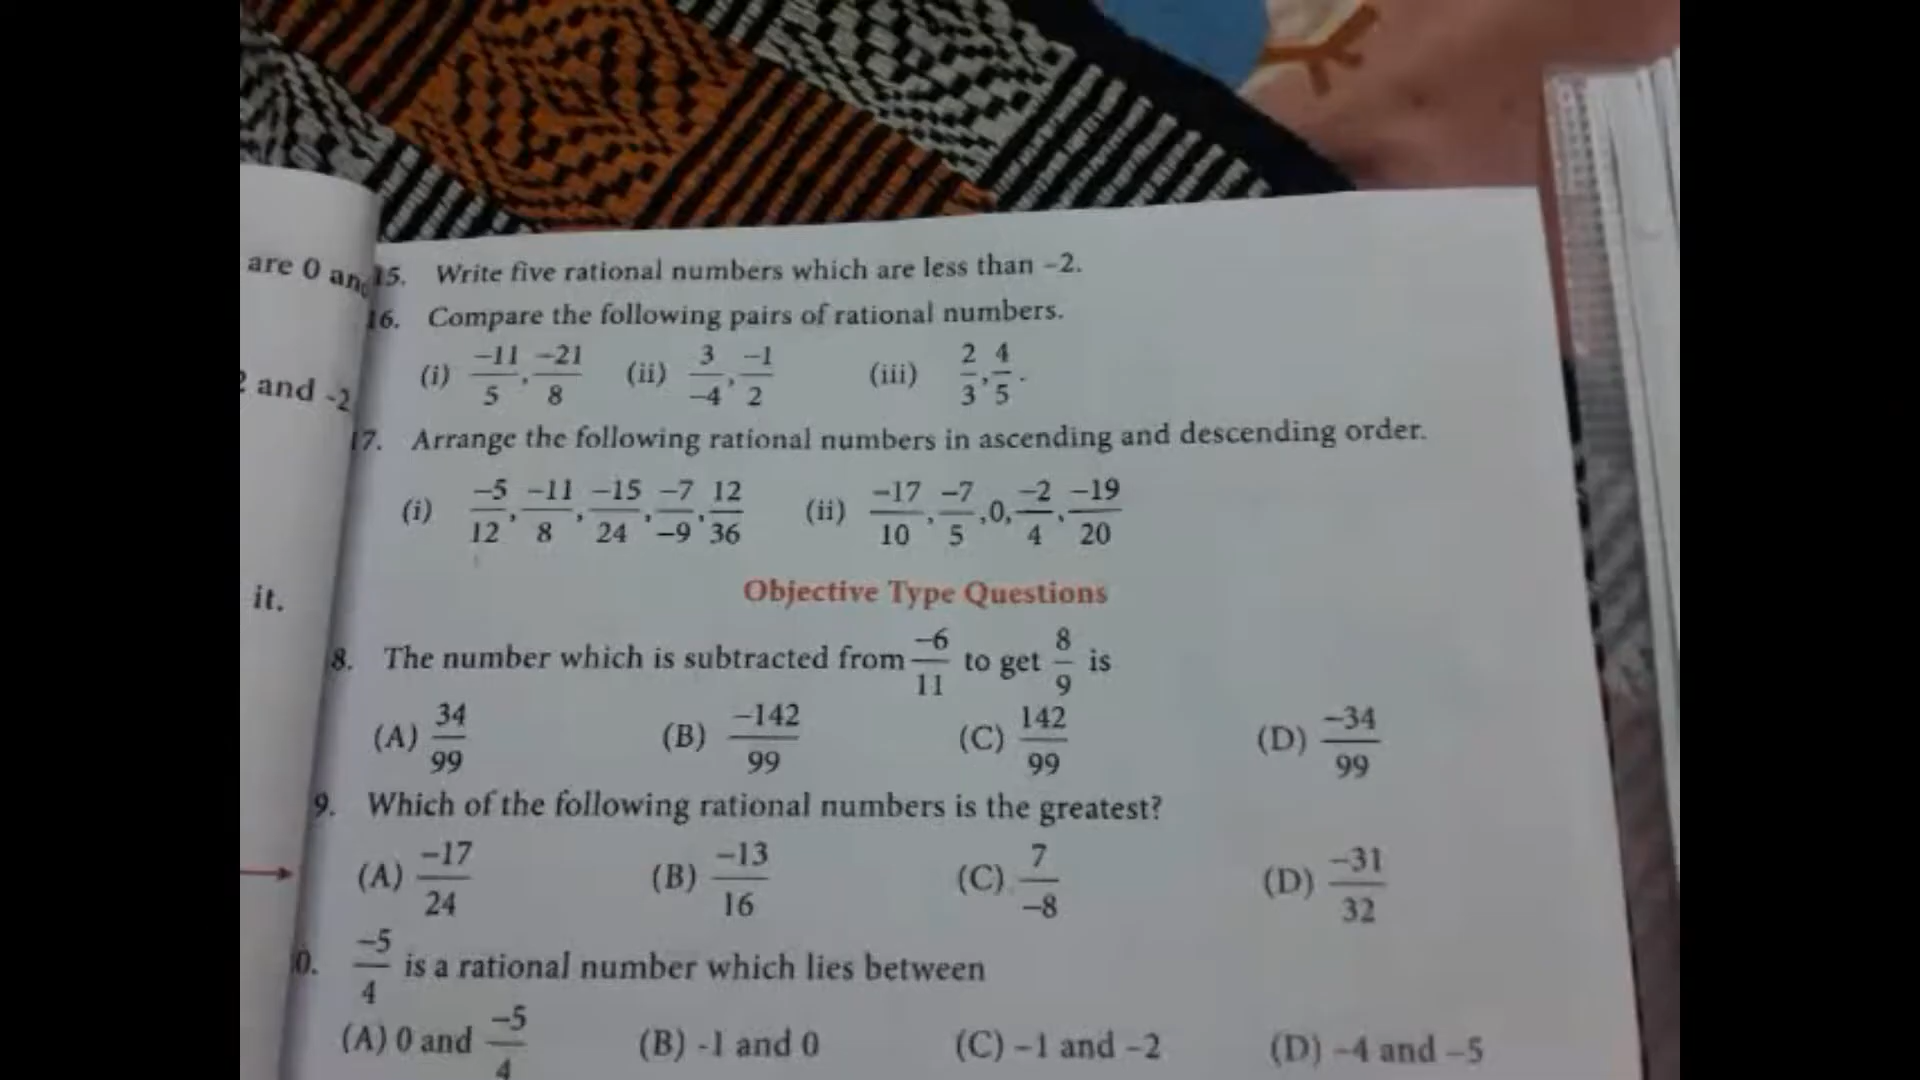 are 0 and
2 and -2
it.
15. Write five rational numbers which are less than –2.
16. Compare the following pairs of rational numbers.
(i) –11/5, –21/8 (ii) 3/–4, –1/2 (iii) 2/3, 4/5.
17. Arrange the following rational numbers in ascending and descending order.
(i) –5/12, –11/8, –15/24, –7/–9, 12/36 (ii) –17/10, –7/5, 0, –2/4, –19/20
Objective Type Questions
8. The number which is subtracted from –6/11 to get 8/9 is
(A) 34/99 (B) –142/99 (C) 142/99 (D) –34/99
9. Which of the following rational numbers is the greatest?
(A) –17/24 (B) –13/16 (C) 7/–8 (D) –31/32
0. –5/4 is a rational number which lies between
(A) 0 and –5/4 (B) -1 and 0 (C) –1 and –2 (D) –4 and –5